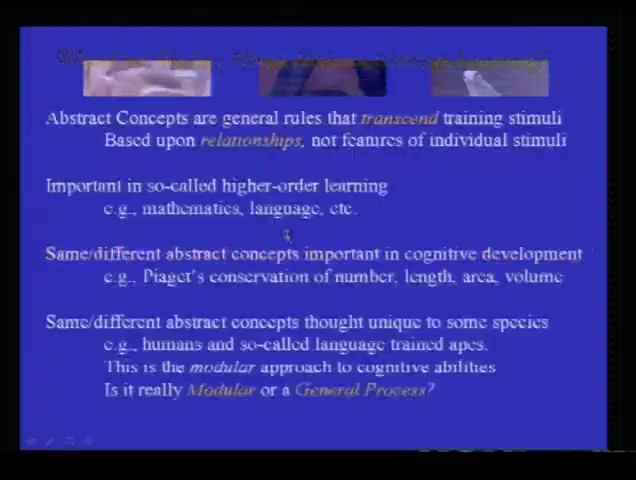 Abstract Concepts are general rules that transcend training stimuli
Based upon relationships, not features of individual stimuli
Important in so-called higher-order learning
e.g., mathematics, language, etc.
Same/different abstract concepts important in cognitive development
e.g., Piaget's conservation of number, length, area, volume
Same/different abstract concepts thought unique to some species
e.g., humans and so-called language trained apes.
This is the modular approach to cognitive abilities
Is it really Modular or a General Process?